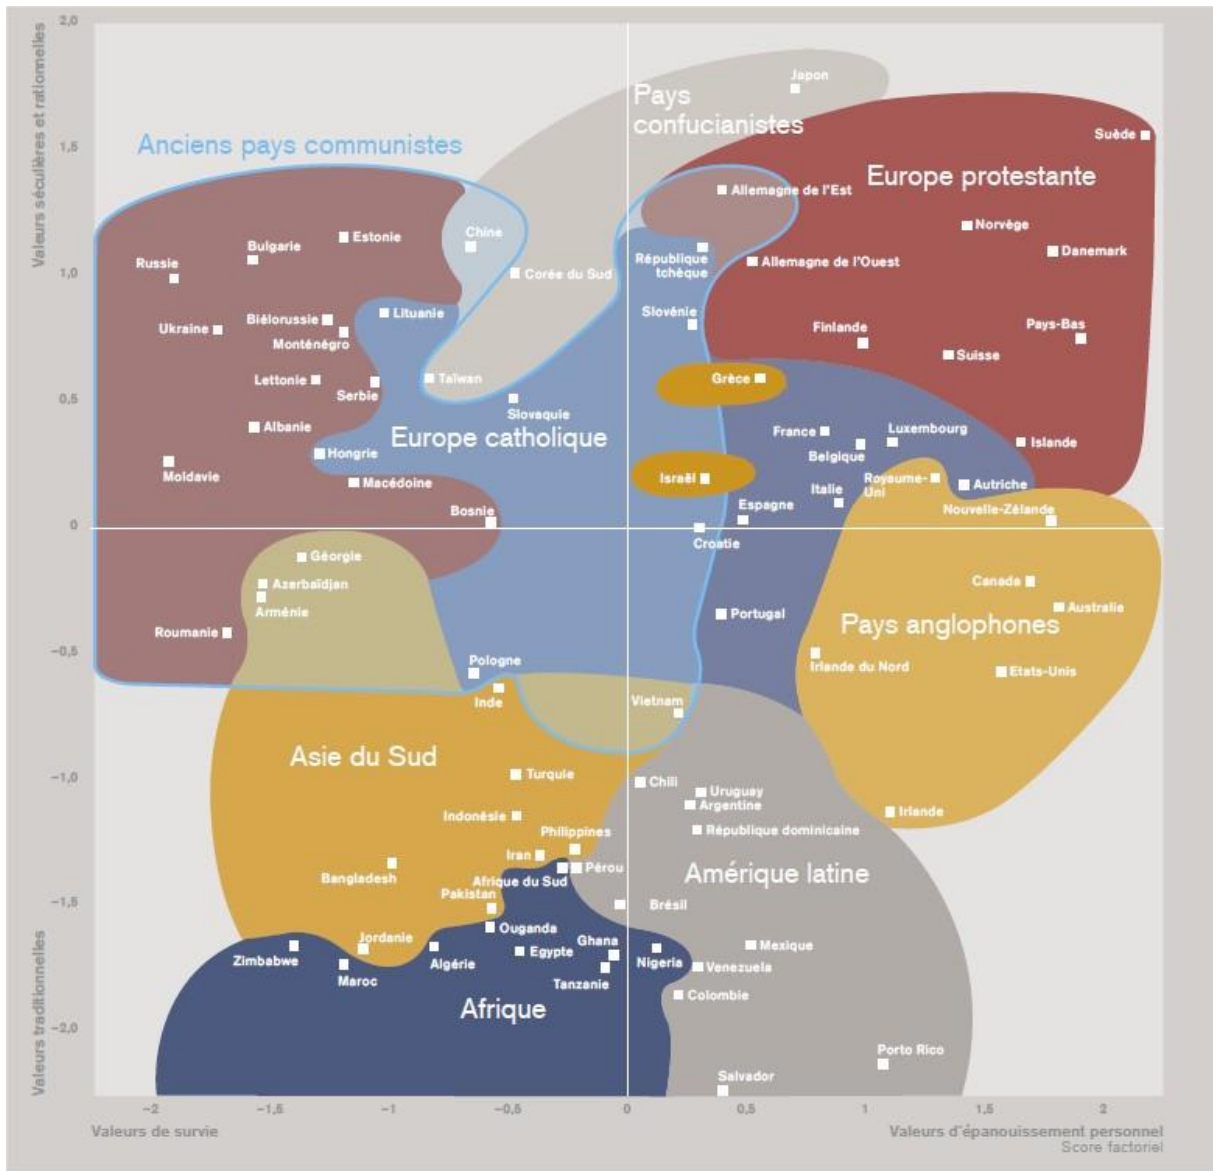 2,0
Valeurs séculières et rationnelles
Japon
Pays
confucianistes
1,5
Anciens pays communistes
Suède
Europe protestante
Allemagne de l'Est
Norvège
Estonie
Chine
Bulgarie
République
tchèque
Danemark
Russie
Allemagne de l'Ouest
1,0
Corée du Sud
Lituanie
Slovénie
Biélorussie
Ukraine
Monténégro
Finlande
Pays-Bas
Suisse
Lettonie
Serbie
Taïwan
Grèce
0,5
Slovaquie
Albanie
Europe catholique
France
Luxembourg
Belgique
Islande
Hongrie
Moldavie
Macédoine
Israël
Italie
Royaume-
Uni
Autriche
Bosnie
Espagne
Nouvelle-Zélande
0
Croatie
Géorgie
Azerbaïdjan
Arménie
Canada
Australie
Roumanie
Portugal
Pays anglophones
−0,5
Pologne
Inde
Irlande du Nord
Etats-Unis
Vietnam
Asie du Sud
Turquie
Chili
−1,0
Uruguay
Argentine
Indonésie
Irlande
Philippines
République dominicaine
Iran
Bangladesh
Afrique du Sud
Pérou
Amérique latine
Pakistan
−1,5
Brésil
Ouganda
Jordanie
Ghana
Zimbabwe
Maroc
Algérie
Egypte
Tanzanie
Nigeria
Mexique
Venezuela
Colombie
Afrique
−2,0
Valeurs traditionnelles
Porto Rico
Salvador
−2
−1,5
−1
−0,5
0
0,5
1
1,5
2
Valeurs de survie
Valeurs d'épanouissement personnel
Score factoriel